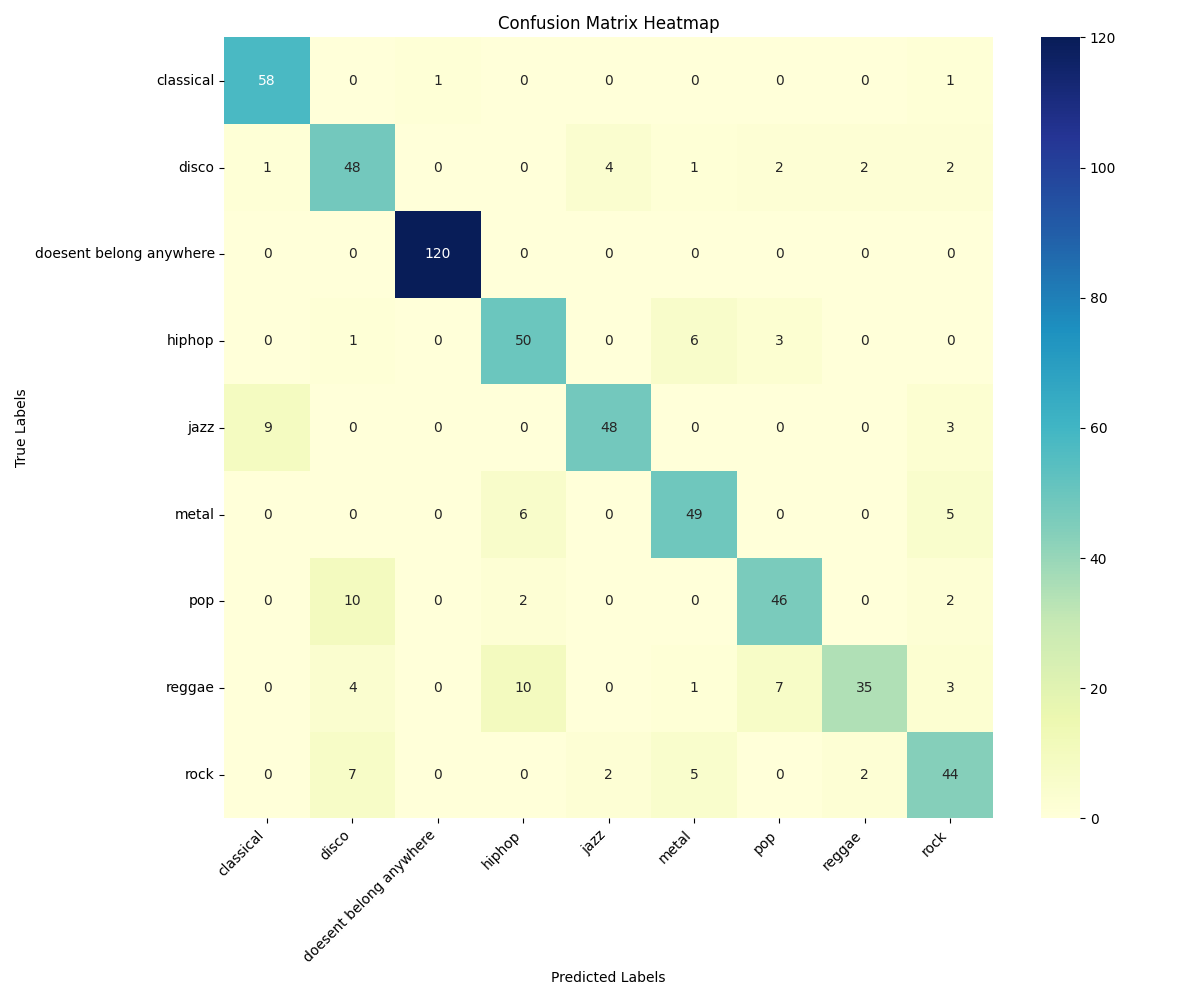 Confusion Matrix Heatmap
classical 58 0 1 0 0 0 0 0 1
disco 1 48 0 0 4 1 2 2 2
doesent belong anywhere 0 0 120 0 0 0 0 0 0
hiphop 0 1 0 50 0 6 3 0 0
jazz 9 0 0 0 48 0 0 0 3
metal 0 0 0 6 0 49 0 0 5
pop 0 10 0 2 0 0 46 0 2
reggae 0 4 0 10 0 1 7 35 3
rock 0 7 0 0 2 5 0 2 44
True Labels
classical disco doesent belong anywhere hiphop jazz metal pop reggae rock
Predicted Labels
120
100
80
60
40
20
0